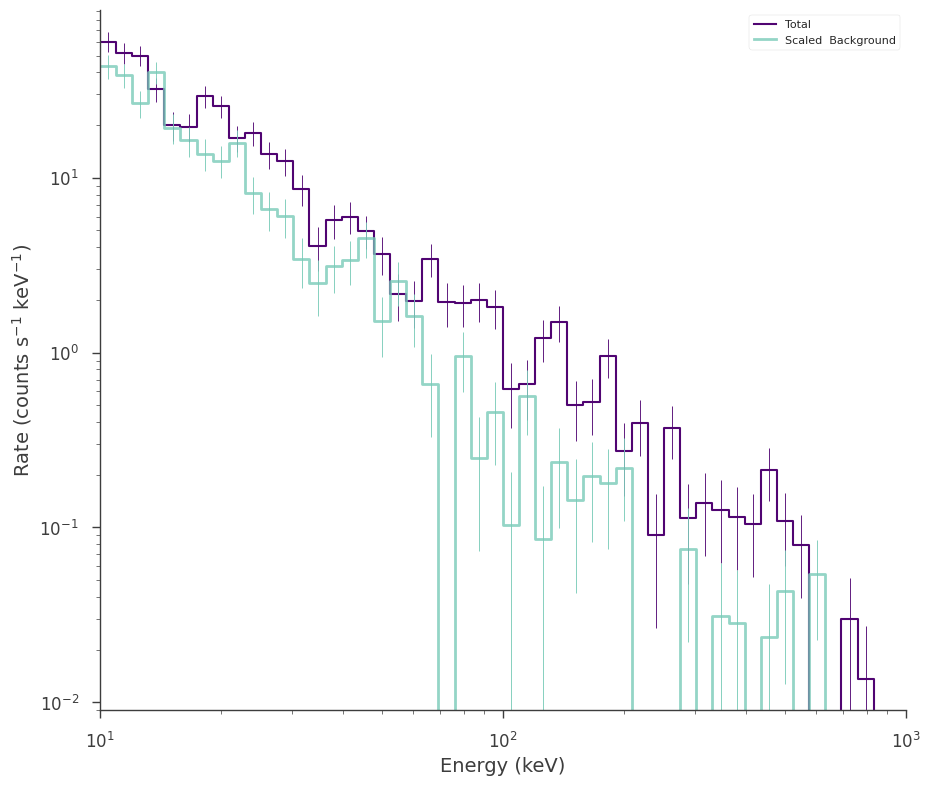 Total
Scaled  Background
Rate (counts s⁻¹ keV⁻¹)
10¹
10⁰
10⁻¹
10⁻²
10¹ 10² 10³
Energy (keV)